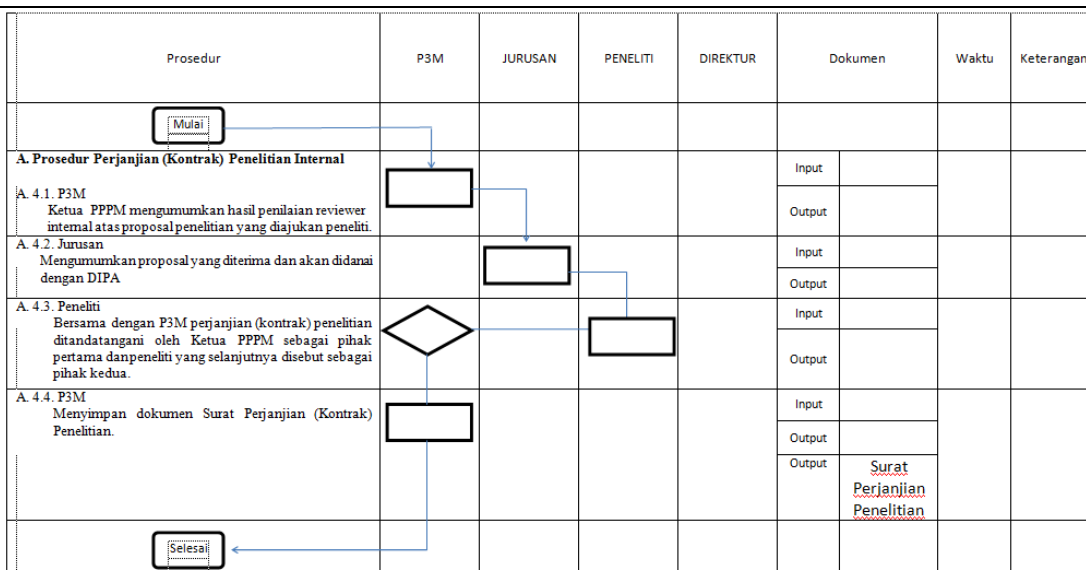 Prosedur
P3M
JURUSAN
PENELITI
DIREKTUR
Dokumen
Waktu
Keterangan
Mulai
A. Prosedur Perjanjian (Kontrak) Penelitian Internal
A. 4.1. P3M
Ketua PPPM mengumumkan hasil penilaian reviewer
internal atas proposal penelitian yang diajukan peneliti.
Input
Output
A. 4.2. Jurusan
Mengumumkan proposal yang diterima dan akan didanai
dengan DIPA
Input
Output
A. 4.3. Peneliti
Bersama dengan P3M perjanjian (kontrak) penelitian
ditandatangani oleh Ketua PPPM sebagai pihak
pertama danpeneliti yang selanjutnya disebut sebagai
pihak kedua.
Input
Output
A. 4.4. P3M
Menyimpan dokumen Surat Perjanjian (Kontrak)
Penelitian.
Input
Output
Output
Surat
Perjanjian
Penelitian
Selesai